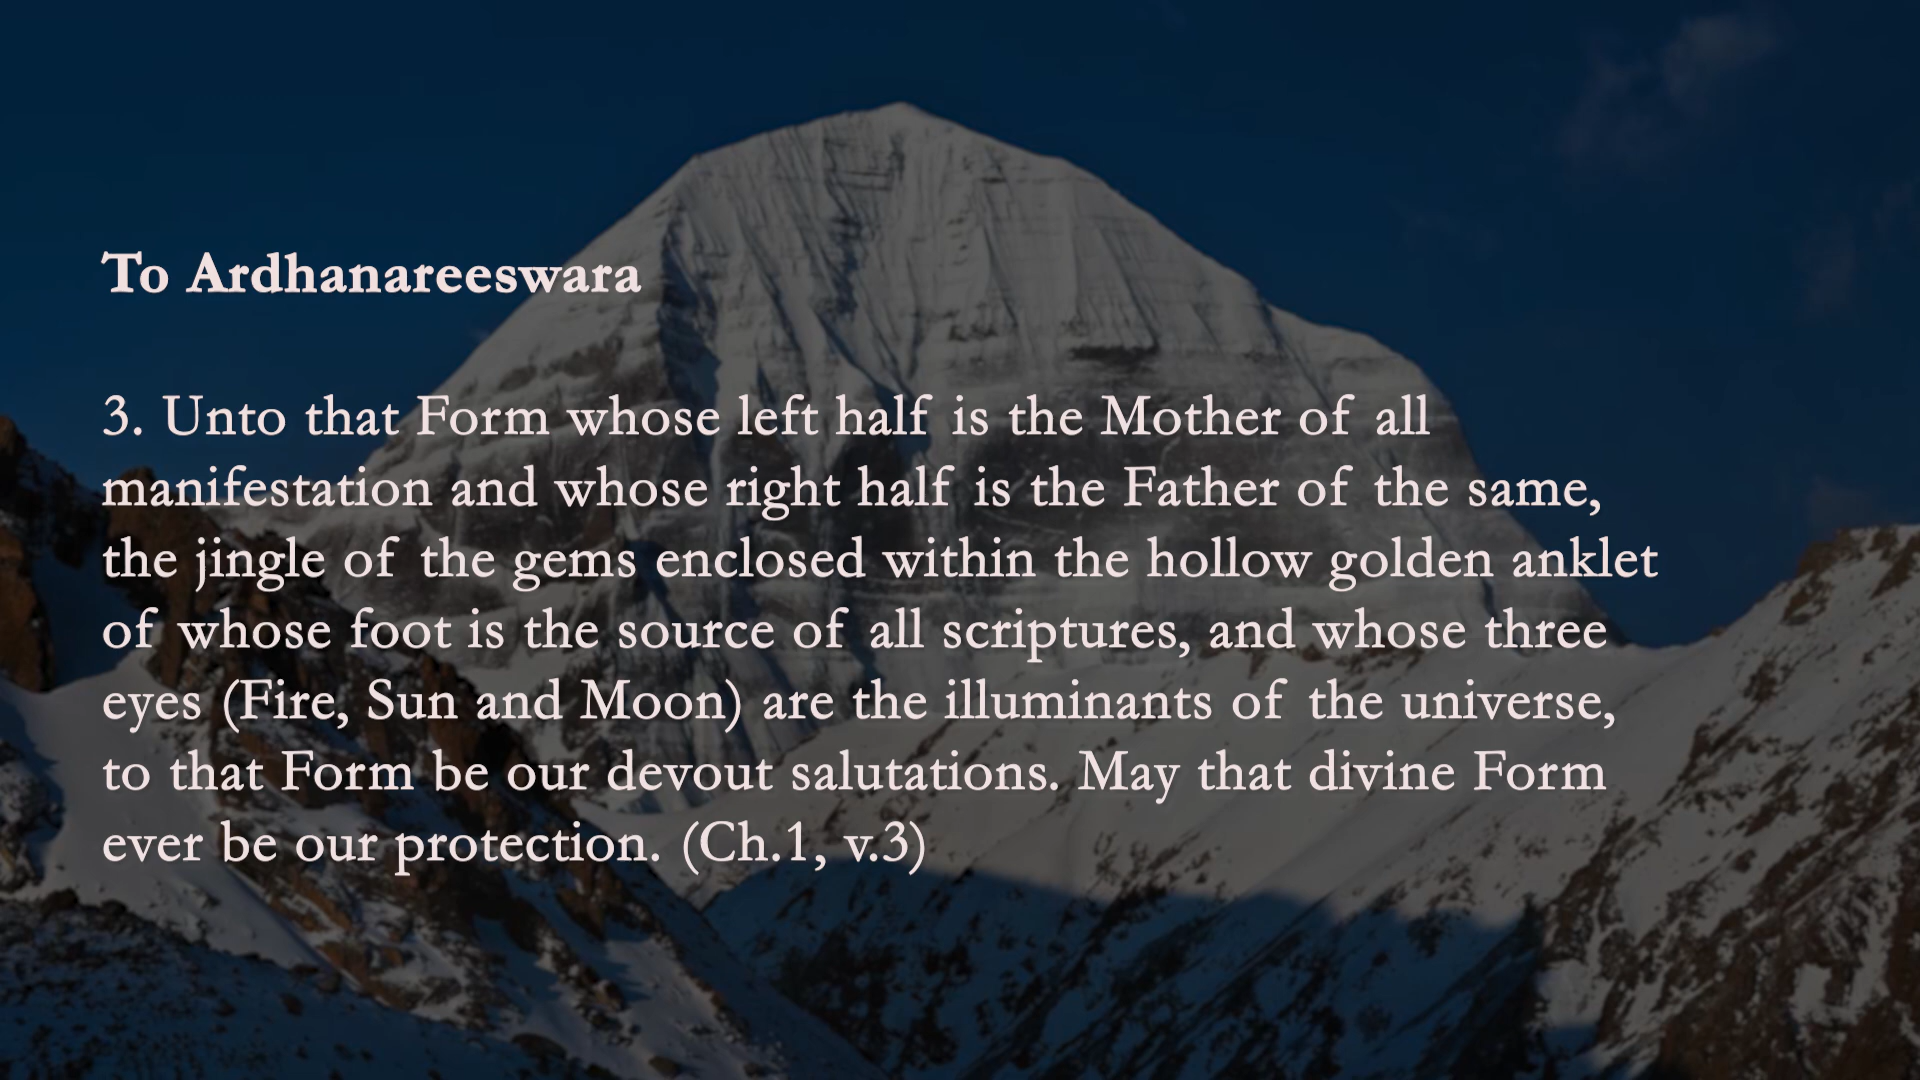 To Ardhanareeswara
3. Unto that Form whose left half is the Mother of all
manifestation and whose right half is the Father of the same,
the jingle of the gems enclosed within the hollow golden anklet
of whose foot is the source of all scriptures, and whose three
eyes (Fire, Sun and Moon) are the illuminants of the universe,
to that Form be our devout salutations. May that divine Form
ever be our protection. (Ch.1, v.3)